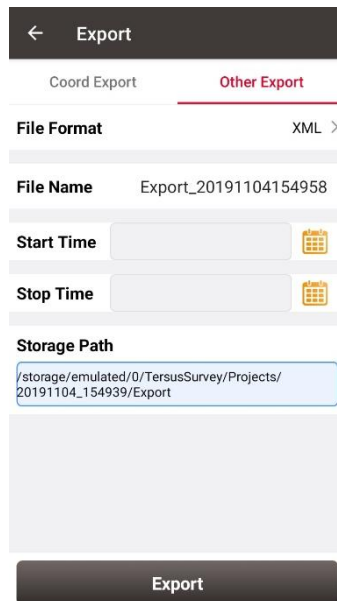 Export
Coord Export Other Export
File Format XML
File Name Export_20191104154958
Start Time
Stop Time
Storage Path
/storage/emulated/0/TersusSurvey/Projects/
20191104_154939/Export
Export